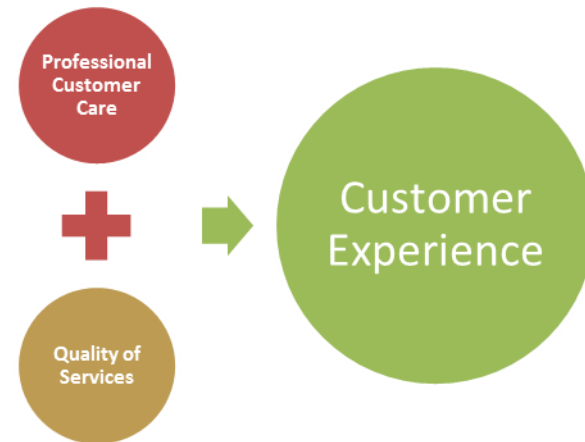 Professional
Customer
Care
Quality of
Services
Customer
Experience